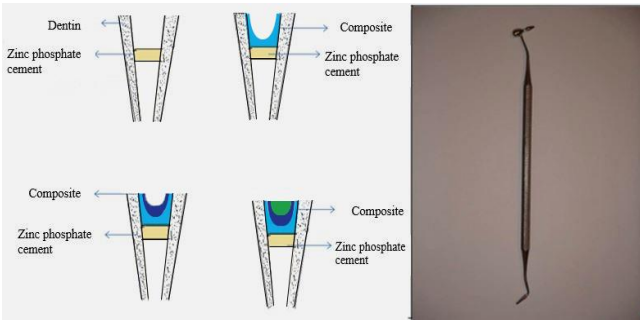 Dentin
Zinc phosphate
cement
Composite
Zinc phosphate
cement
Composite
Zinc phosphate
cement
Composite
Zinc phosphate
cement